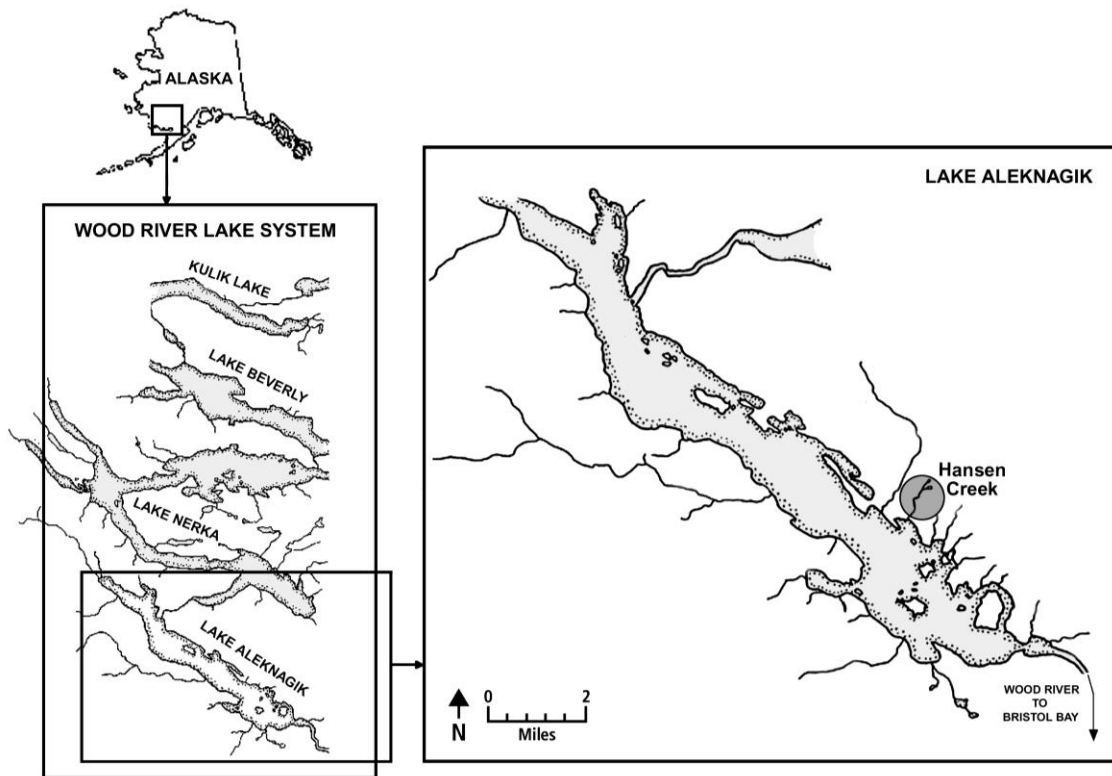 ALASKA
WOOD RIVER LAKE SYSTEM
KULIK LAKE
LAKE BEVERLY
LAKE NERKA
LAKE ALEKNAGIK
LAKE ALEKNAGIK
Hansen
Creek
0 2
Miles
N
WOOD RIVER
TO
BRISTOL BAY